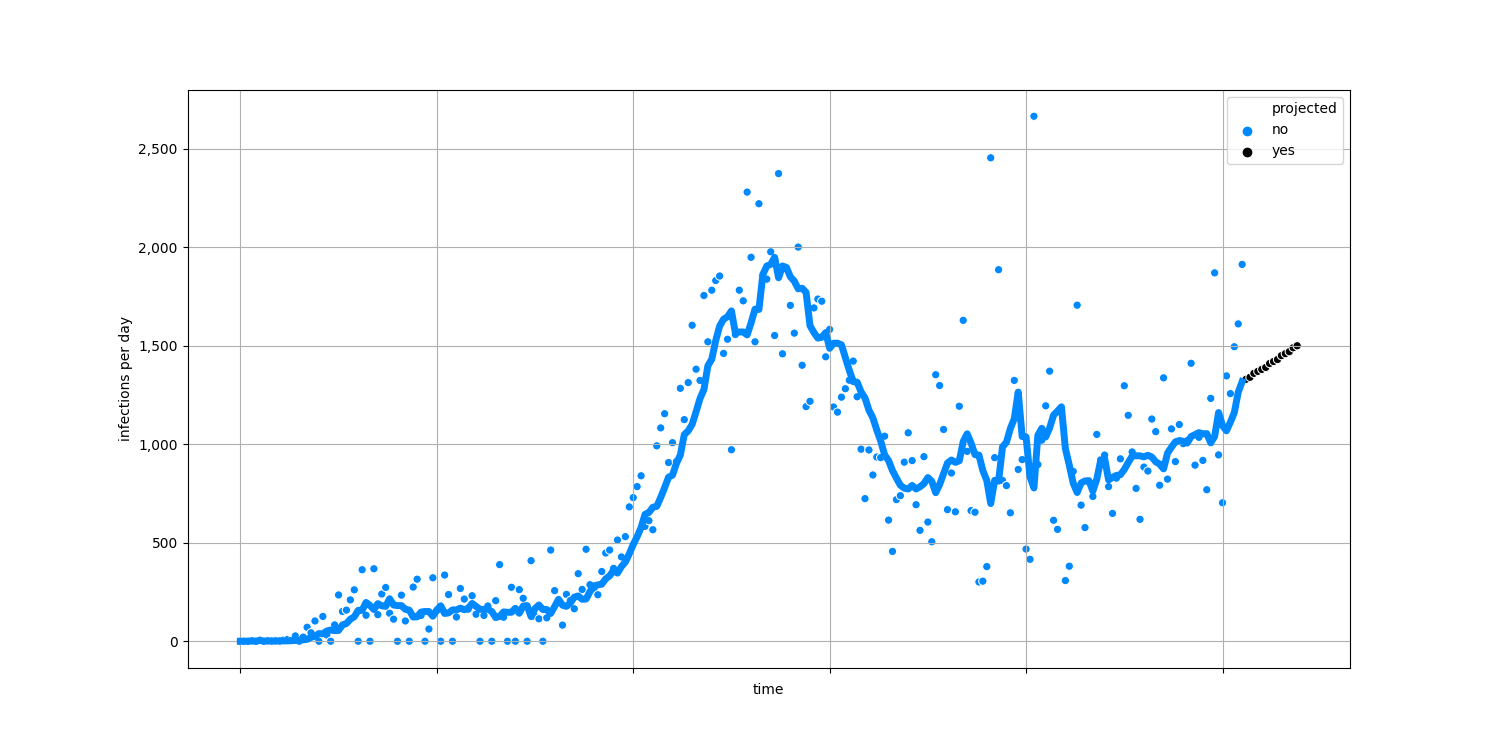 projected
no
yes
2,500
2,000
1,500
1,000
500
0
infections per day
time